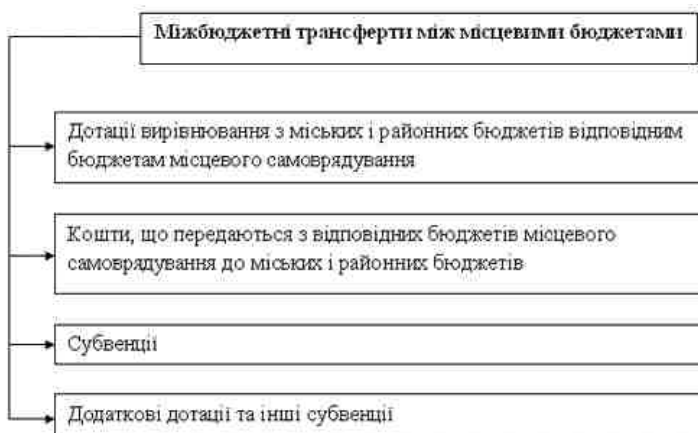 Міжбюджетні трансферти між місцевими бюджетами
Дотації вирівнювання з міських і районних бюджетів відповідним
бюджетам місцевого самоврядування
Кошти, що передаються з відповідних бюджетів місцевого
самоврядування до міських і районних бюджетів
Субвенції
Додаткові дотації та інші субвенції